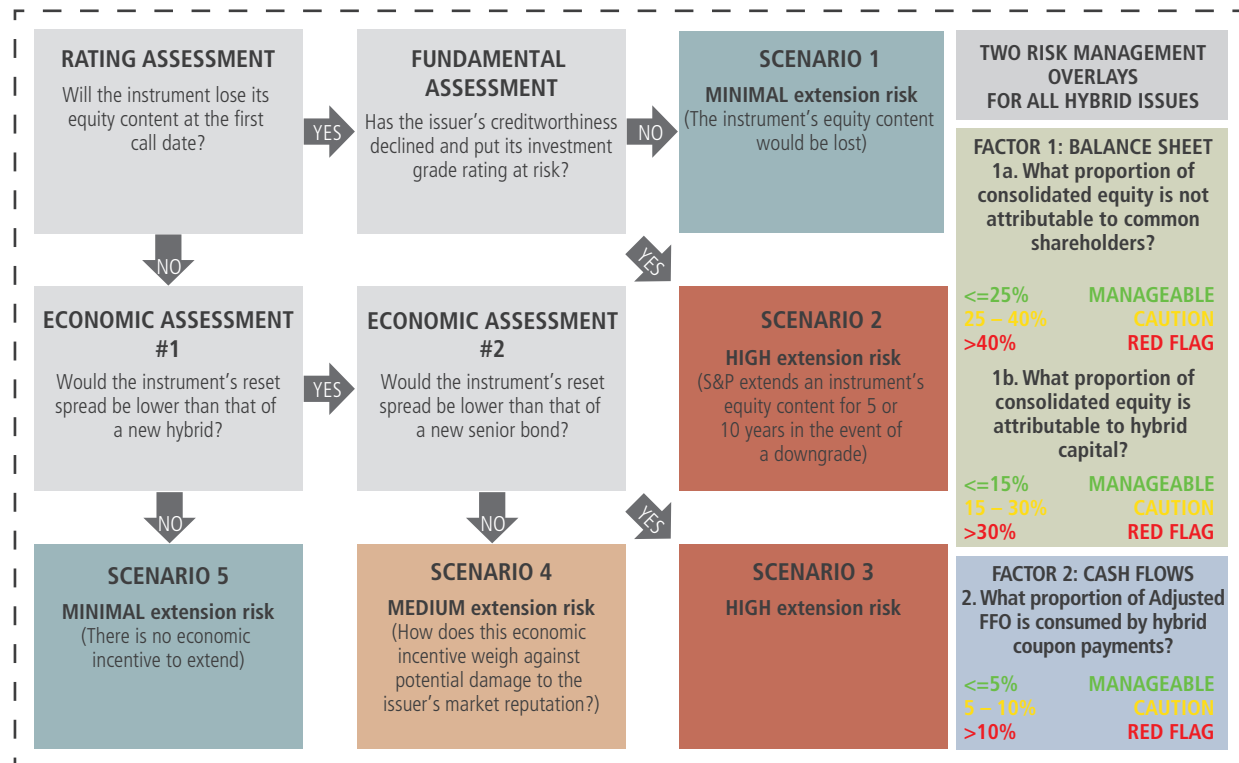 RATING ASSESSMENT
Will the instrument lose its
equity content at the first
call date?
YES
FUNDAMENTAL
ASSESSMENT
Has the issuer's creditworthiness
declined and put its investment
grade rating at risk?
NO
SCENARIO 1
MINIMAL extension risk
(The instrument's equity content
would be lost)
NO
YES
ECONOMIC ASSESSMENT
#1
Would the instrument's reset
spread be lower than that of
a new hybrid?
YES
ECONOMIC ASSESSMENT
#2
Would the instrument's reset
spread be lower than that of
a new senior bond?
SCENARIO 2
HIGH extension risk
(S&P extends an instrument's
equity content for 5 or
10 years in the event of
a downgrade)
NO
NO
YES
SCENARIO 5
MINIMAL extension risk
(There is no economic
incentive to extend)
SCENARIO 4
MEDIUM extension risk
(How does this economic
incentive weigh against
potential damage to the
issuer's market reputation?)
SCENARIO 3
HIGH extension risk
TWO RISK MANAGEMENT
OVERLAYS
FOR ALL HYBRID ISSUES
FACTOR 1: BALANCE SHEET
1a. What proportion of
consolidated equity is not
attributable to common
shareholders?
<=25% MANAGEABLE
25 – 40% CAUTION
>40% RED FLAG
1b. What proportion of
consolidated equity is
attributable to hybrid
capital?
<=15% MANAGEABLE
15 – 30% CAUTION
>30% RED FLAG
FACTOR 2: CASH FLOWS
2. What proportion of Adjusted
FFO is consumed by hybrid
coupon payments?
<=5% MANAGEABLE
5 – 10% CAUTION
>10% RED FLAG